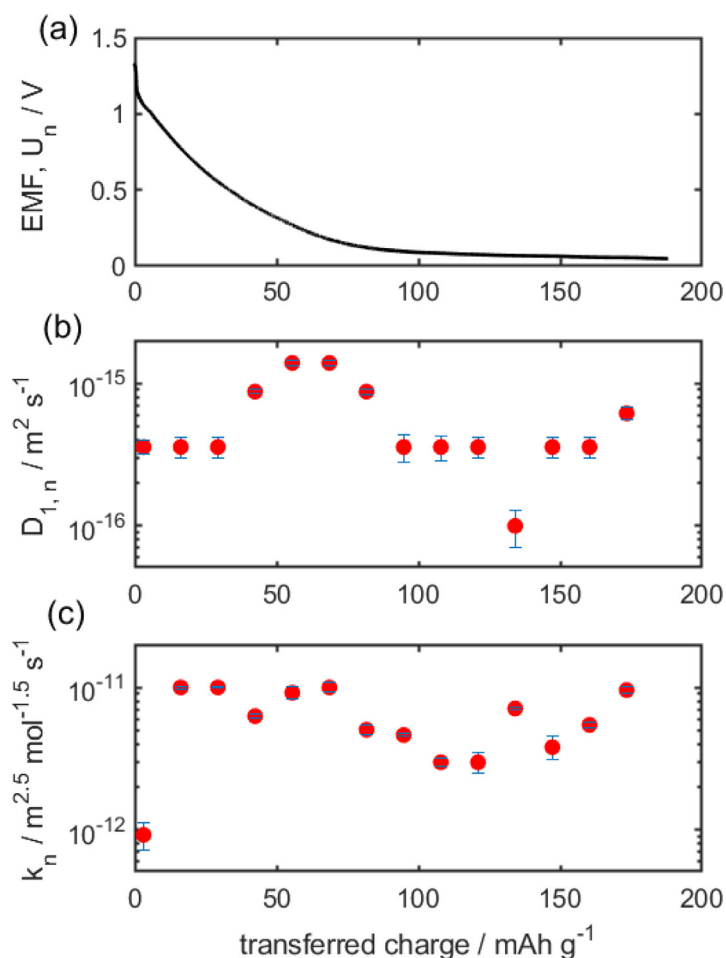 (a)
1.5
1
0.5
0
EMF, U_n / V
0 50 100 150 200
(b)
10^-15
10^-16
D_1, n / m^2 s^-1
0 50 100 150 200
(c)
10^-11
10^-12
k_n / m^2.5 mol^-1.5 s^-1
0 50 100 150 200
transferred charge / mAh g^-1